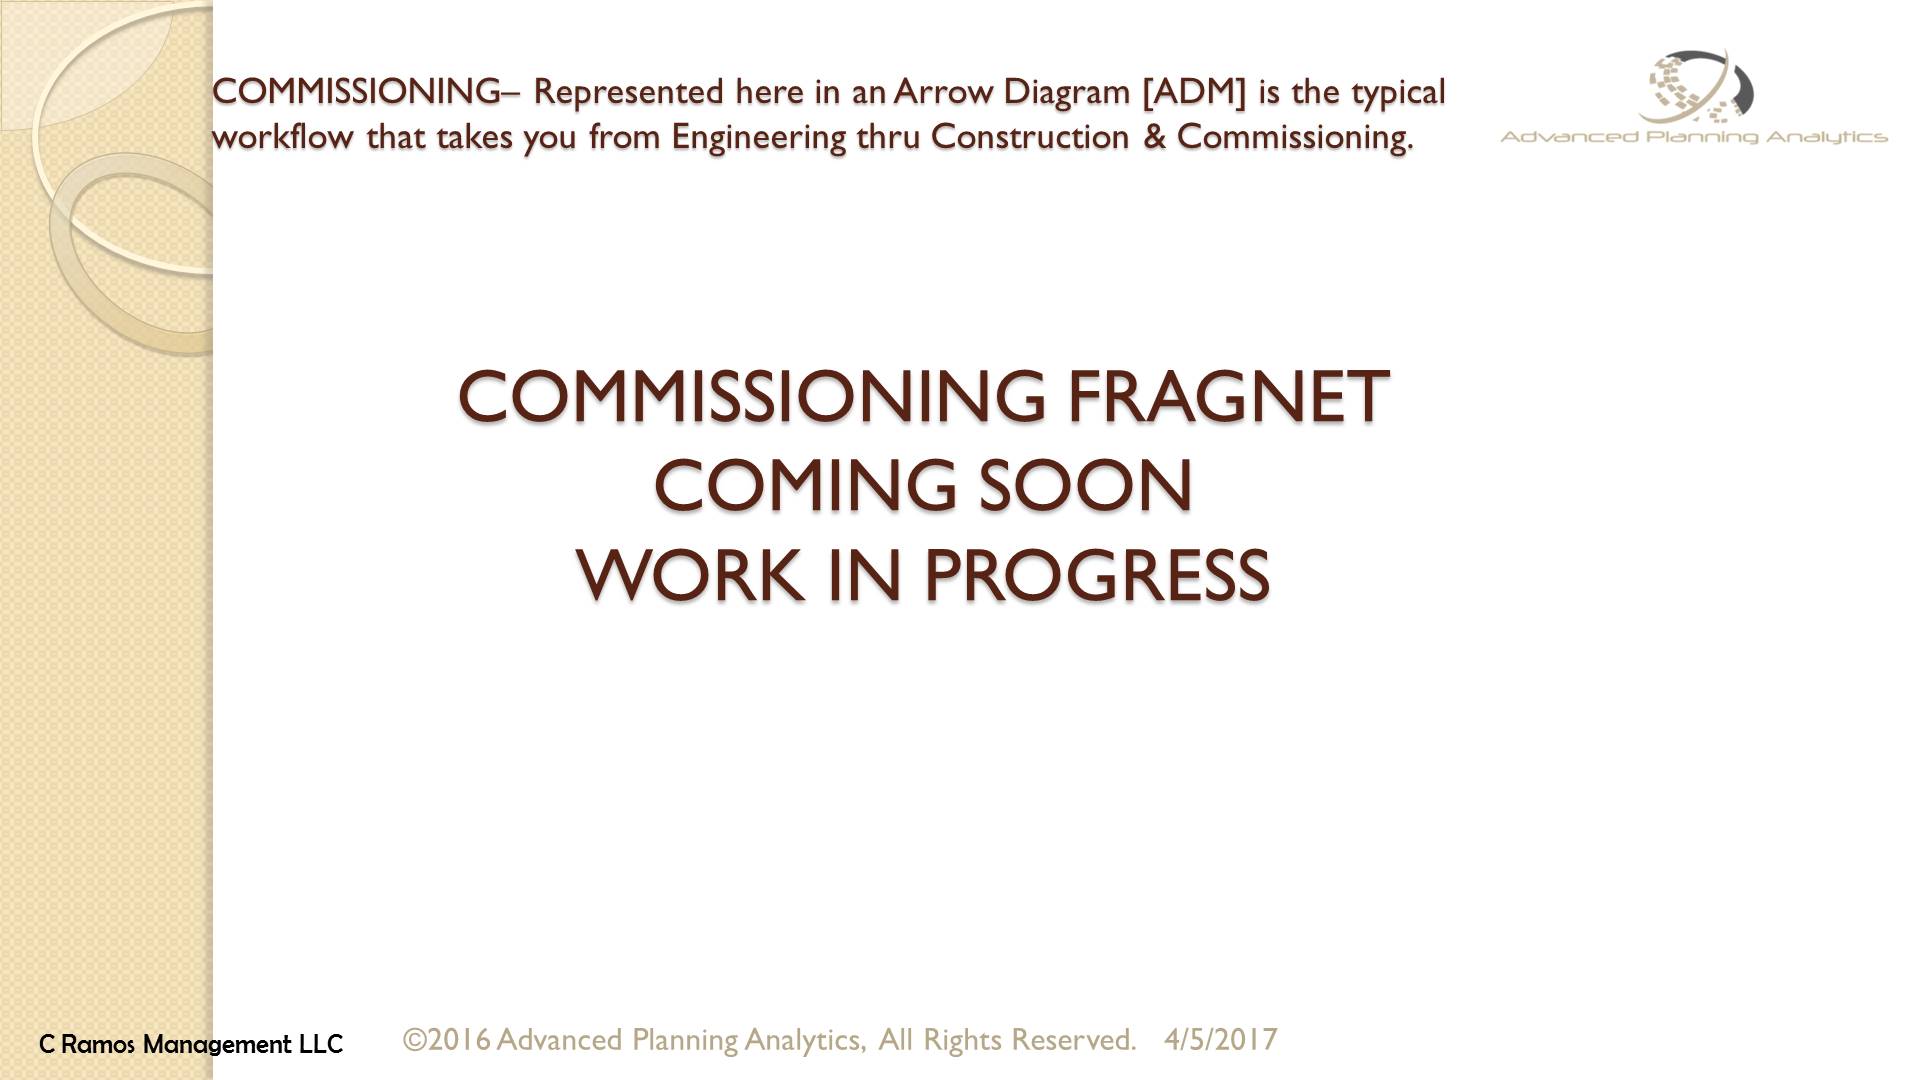 COMMISSIONING– Represented here in an Arrow Diagram [ADM] is the typical
workflow that takes you from Engineering thru Construction & Commissioning.
Advanced Planning Analytics
COMMISSIONING FRAGNET
COMING SOON
WORK IN PROGRESS
C Ramos Management LLC
©2016 Advanced Planning Analytics, All Rights Reserved. 4/5/2017